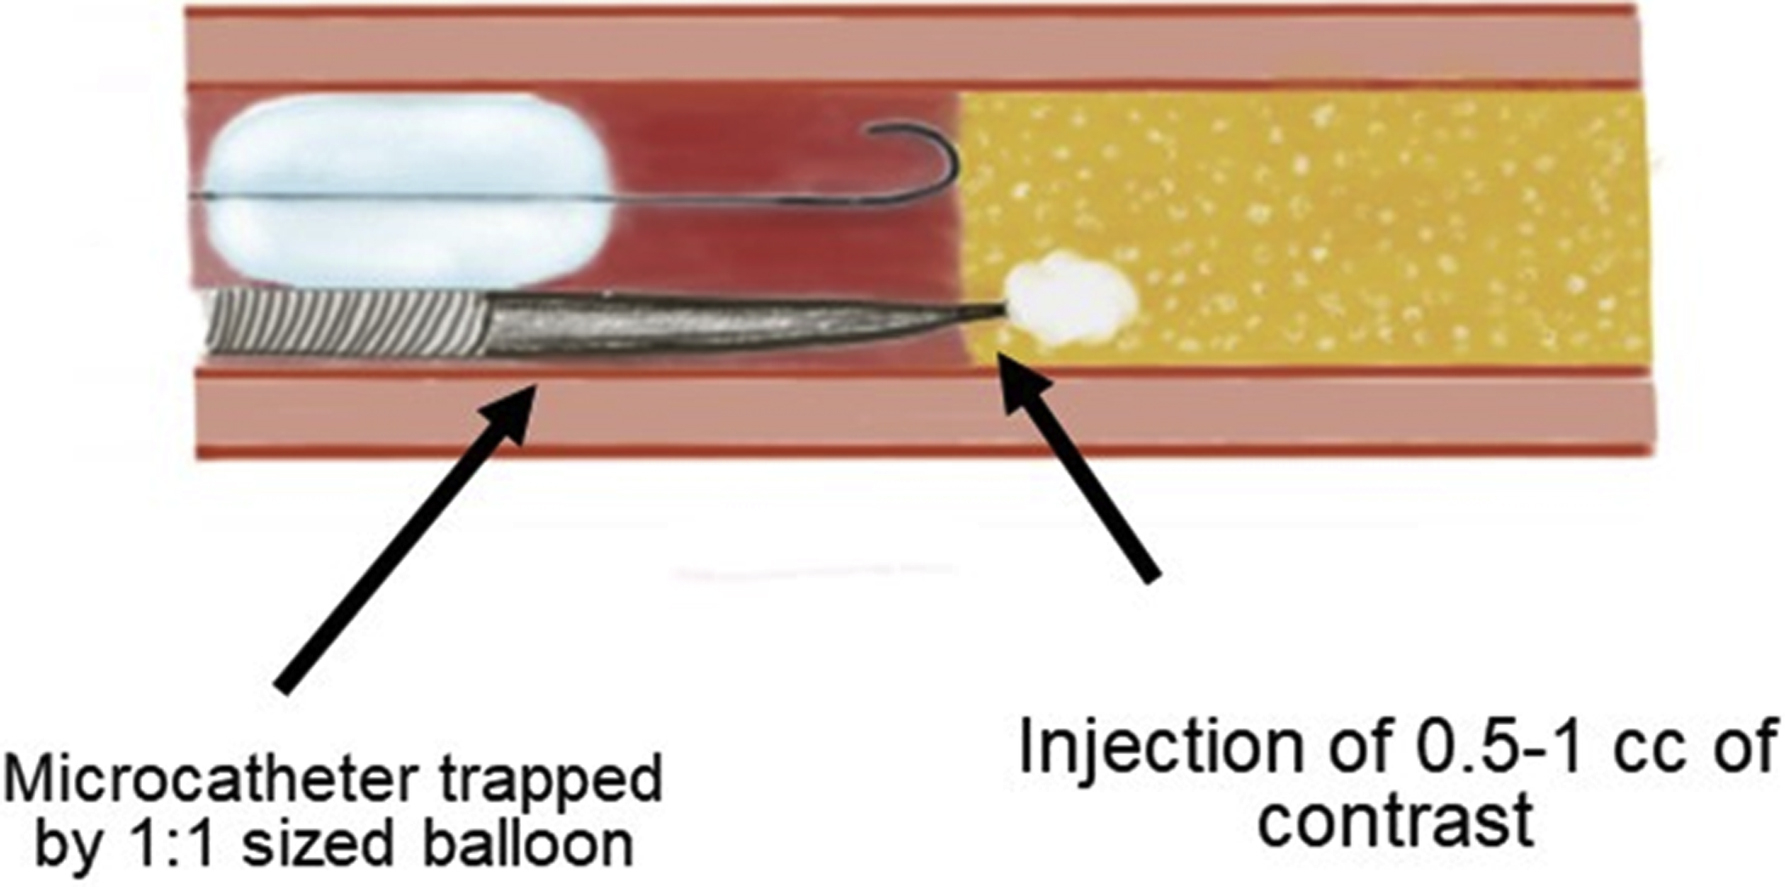 Microcatheter trapped
by 1:1 sized balloon
Injection of 0.5-1 cc of
contrast